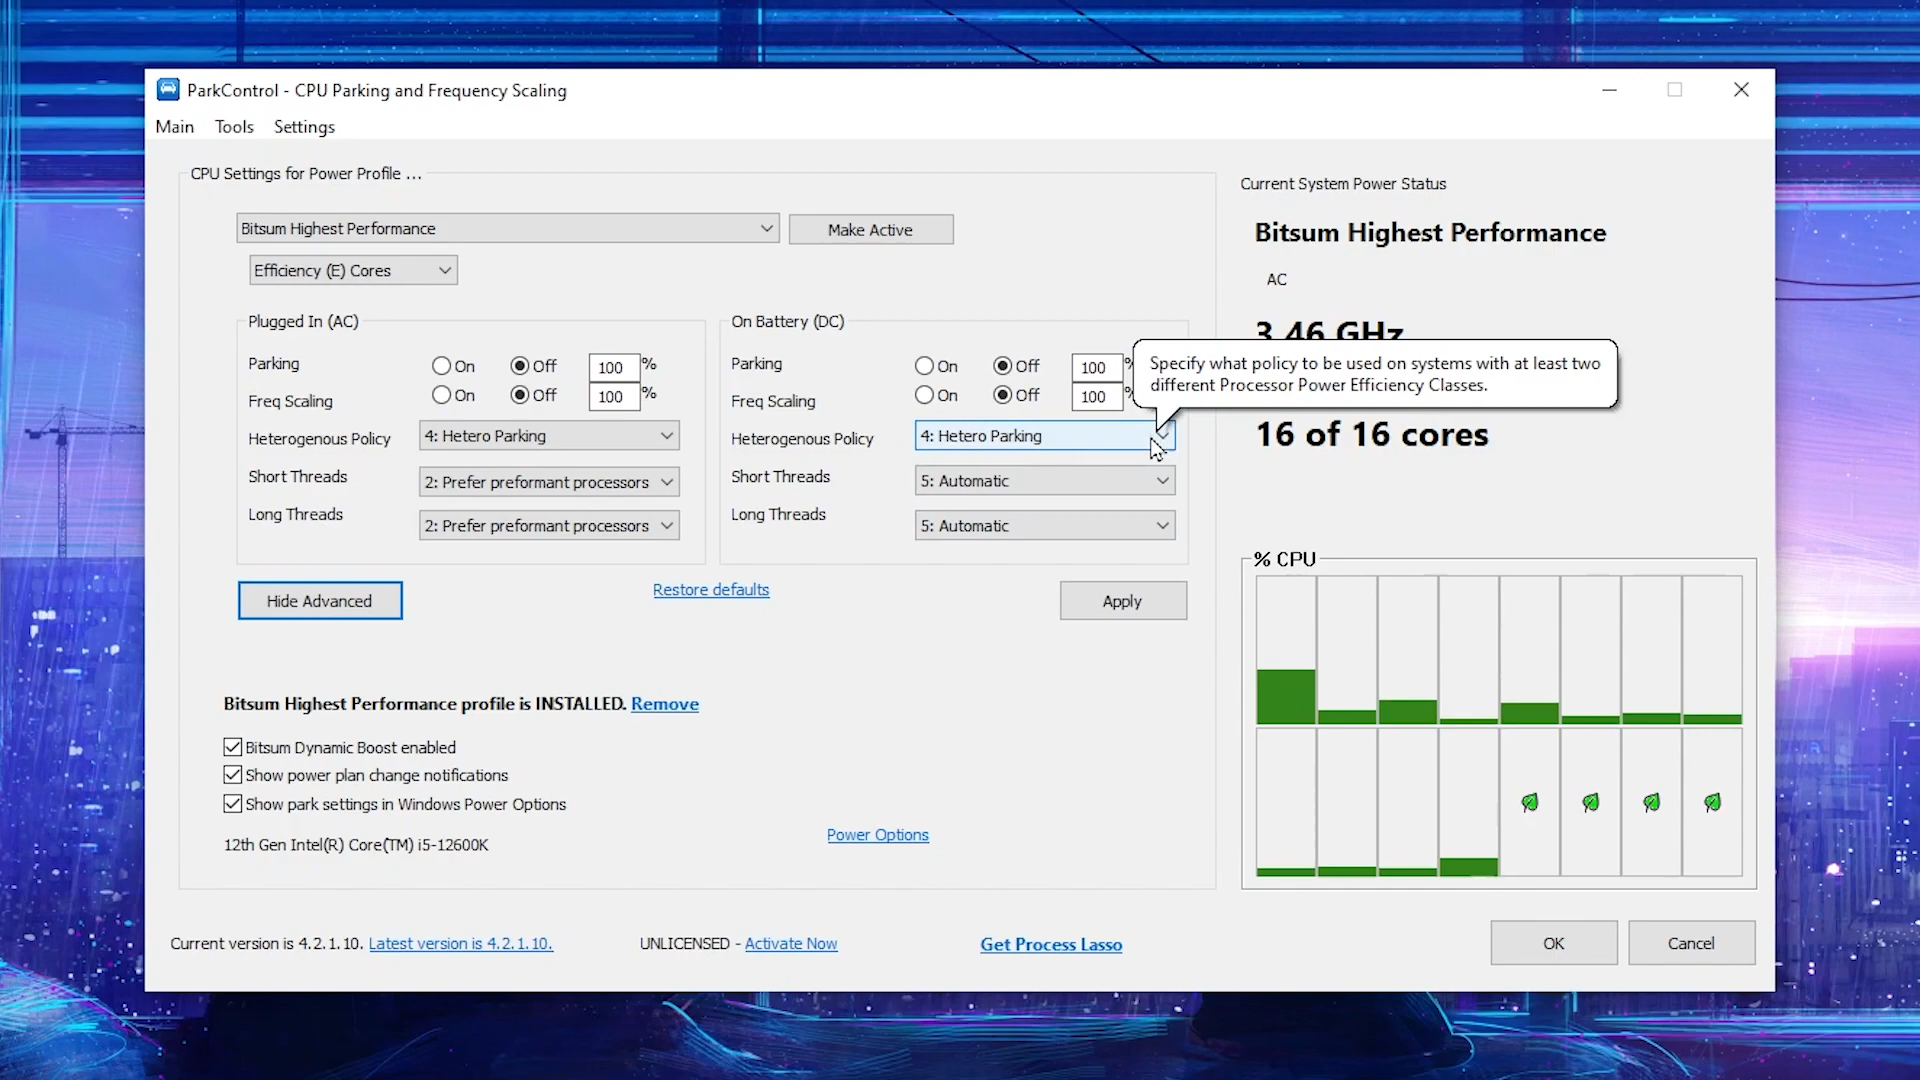 ParkControl - CPU Parking and Frequency Scaling
Main Tools Settings
CPU Settings for Power Profile ...
Bitsum Highest Performance
Make Active
Efficiency (E) Cores
Plugged In (AC)
Parking On Off 100 %
Freq Scaling On Off 100 %
Heterogenous Policy 4: Hetero Parking
Short Threads 2: Prefer preformant processors
Long Threads 2: Prefer preformant processors
On Battery (DC)
Parking On Off 100 %
Freq Scaling On Off 100 %
Heterogenous Policy 4: Hetero Parking
Short Threads 5: Automatic
Long Threads 5: Automatic
Hide Advanced
Restore defaults
Apply
Bitsum Highest Performance profile is INSTALLED. Remove
Bitsum Dynamic Boost enabled
Show power plan change notifications
Show park settings in Windows Power Options
12th Gen Intel(R) Core(TM) i5-12600K
Power Options
Current System Power Status
Bitsum Highest Performance
AC
3.46 GHz
Specify what policy to be used on systems with at least two
different Processor Power Efficiency Classes.
16 of 16 cores
% CPU
Current version is 4.2.1.10. Latest version is 4.2.1.10.
UNLICENSED - Activate Now
Get Process Lasso
OK
Cancel